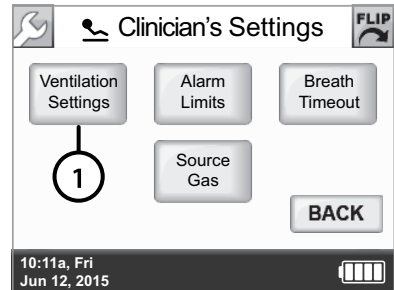 Clinician's Settings
FLIP
Ventilation
Settings
Alarm
Limits
Breath
Timeout
1
Source
Gas
BACK
10:11a, Fri
Jun 12, 2015